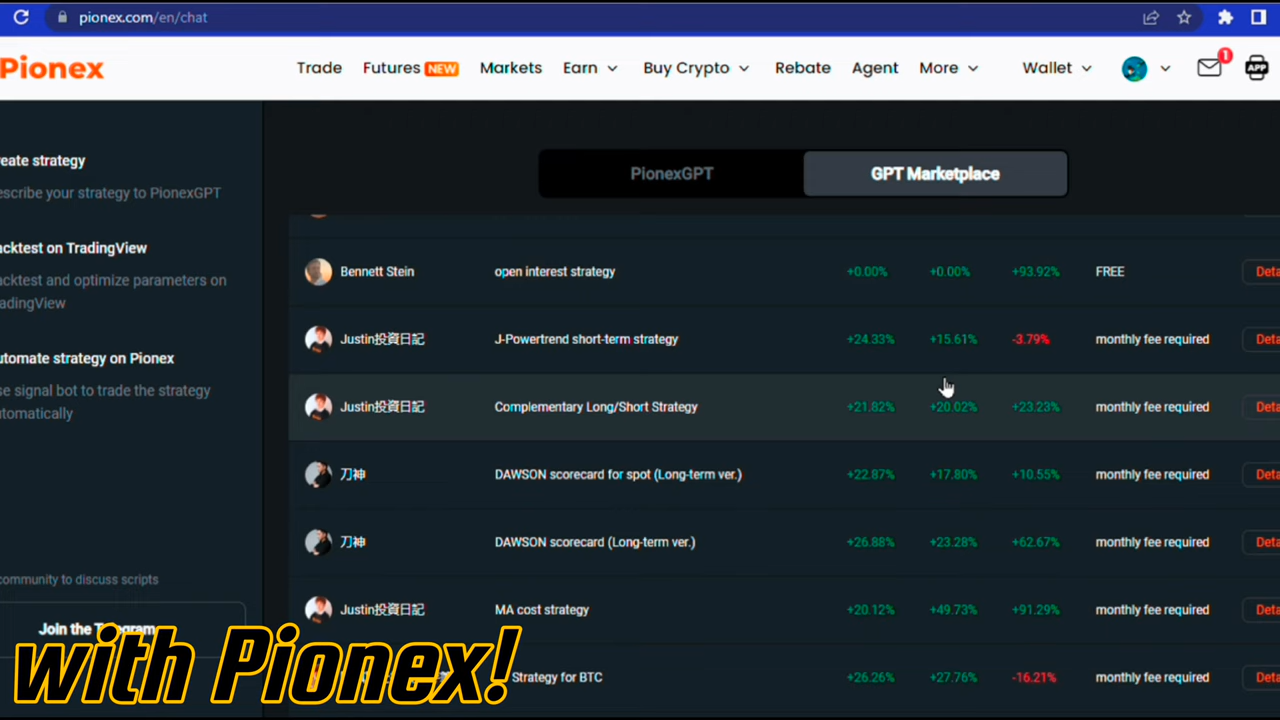 pionex.com/en/chat
Pionex
Trade Futures NEW Markets Earn Buy Crypto Rebate Agent More Wallet 1 APP
reate strategy
escribe your strategy to PionexGPT
acktest on TradingView
acktest and optimize parameters on
radingView
utomate strategy on Pionex
se signal bot to trade the strategy
utomatically
community to discuss scripts
Join the Telegram
PionexGPT GPT Marketplace
Bennett Stein open interest strategy +0.00% +0.00% +93.92% FREE Deta
Justin投資日記 J-Powertrend short-term strategy +24.33% +15.61% -3.79% monthly fee required Deta
Justin投資日記 Complementary Long/Short Strategy +21.82% +20.02% +23.23% monthly fee required Deta
刀神 DAWSON scorecard for spot (Long-term ver.) +22.87% +17.80% +10.55% monthly fee required Deta
刀神 DAWSON scorecard (Long-term ver.) +26.88% +23.28% +62.67% monthly fee required Deta
Justin投資日記 MA cost strategy +20.12% +49.73% +91.29% monthly fee required Deta
Strategy for BTC +26.26% +27.76% -16.21% monthly fee required Deta
with Pionex!